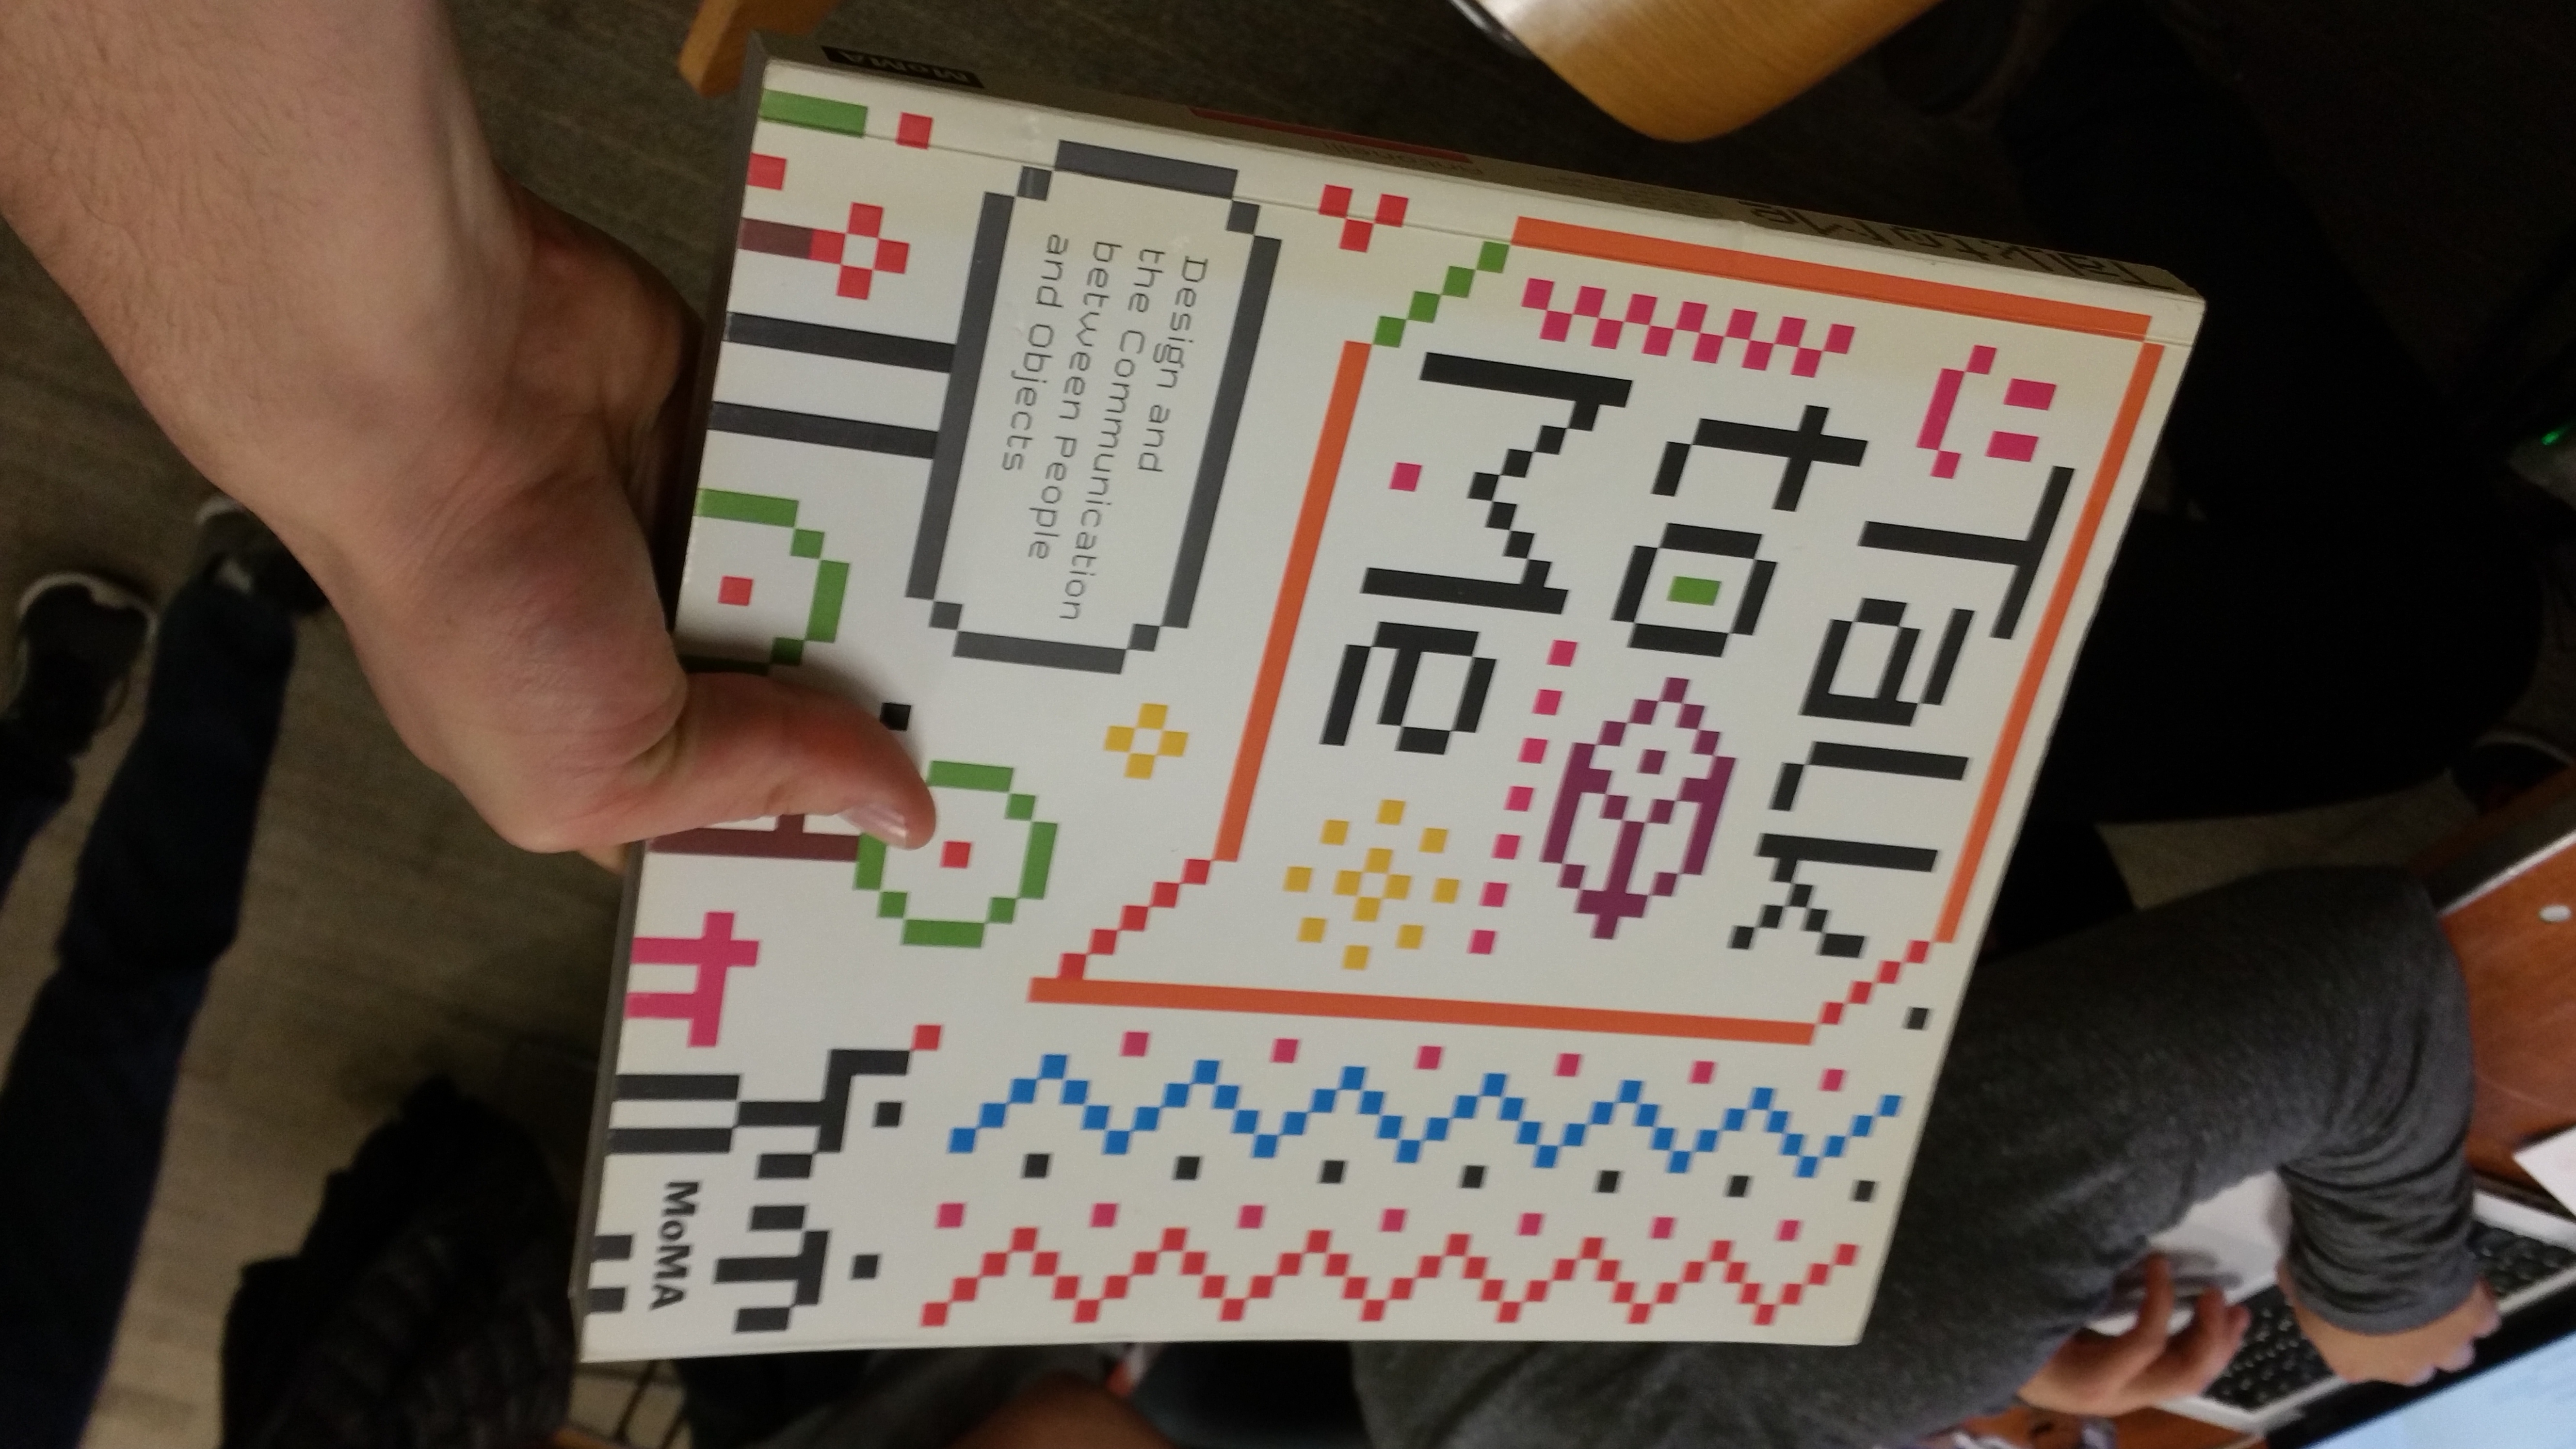 Talk
to
Me
Design and
the Communication
between People
and Objects
MoMA
Talk to Me
MoMA